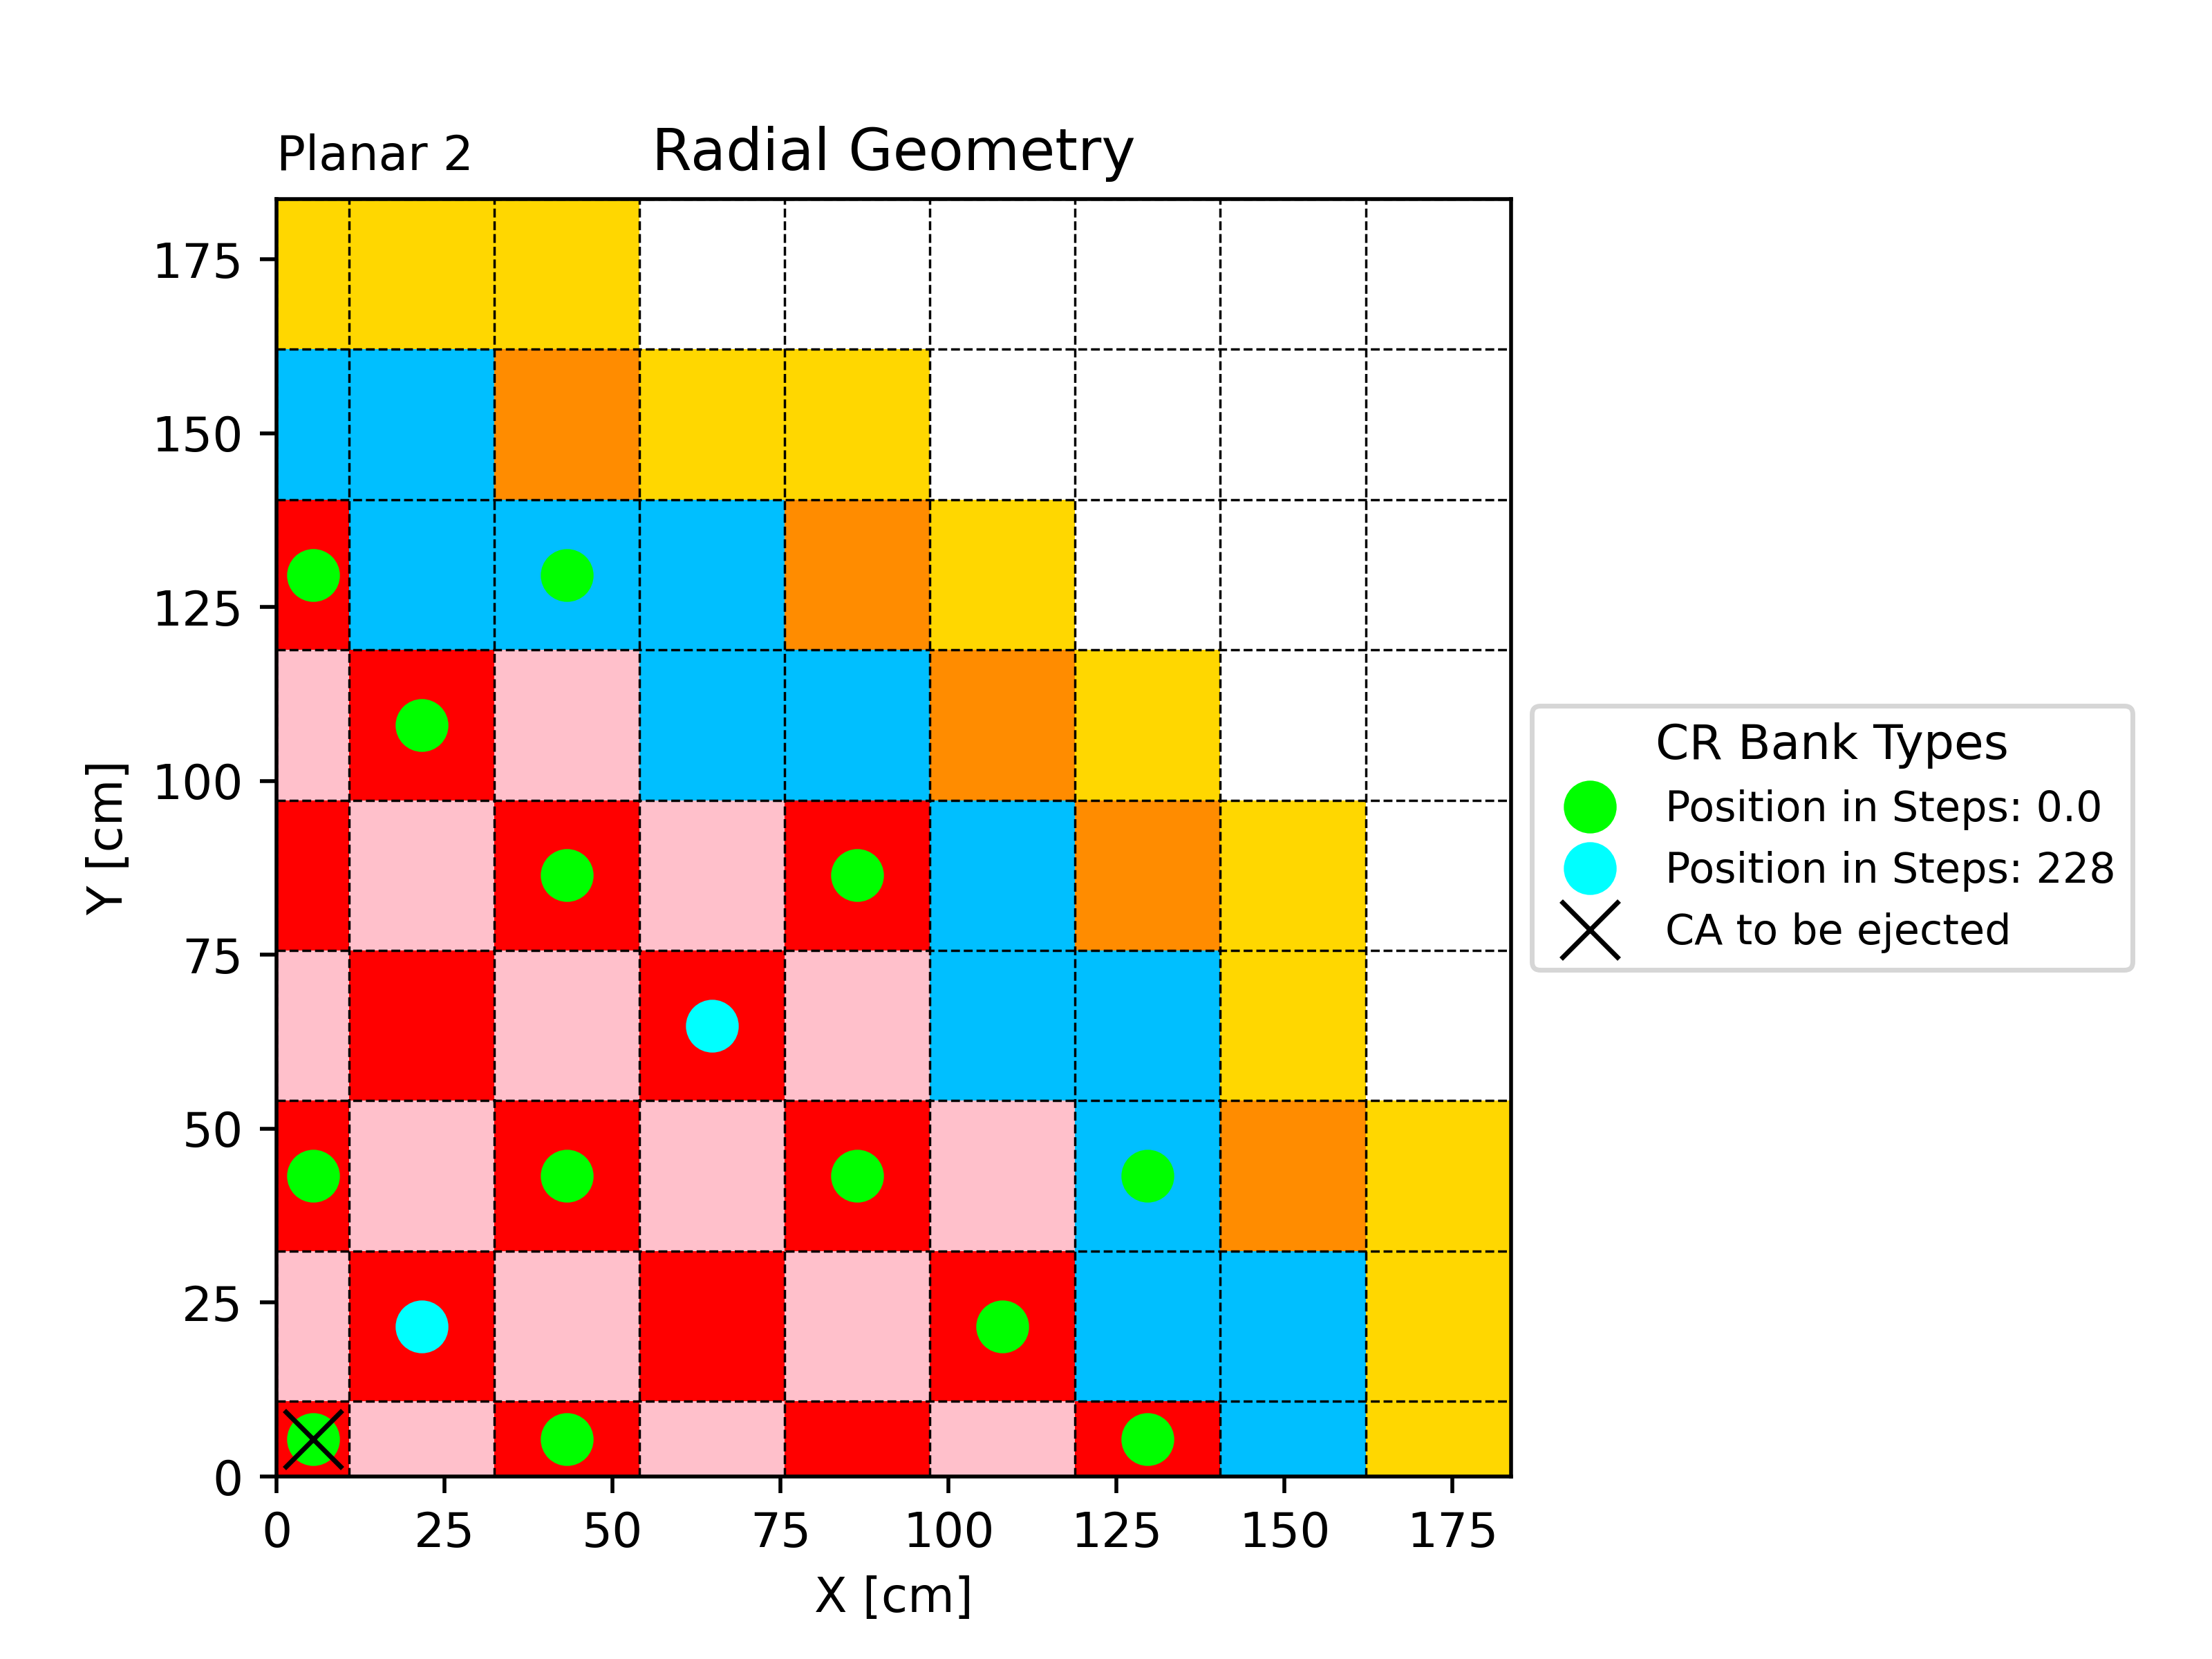 Planar 2
Radial Geometry
175
150
125
100
75
50
25
0
Y [cm]
0 25 50 75 100 125 150 175
X [cm]
CR Bank Types
Position in Steps: 0.0
Position in Steps: 228
CA to be ejected